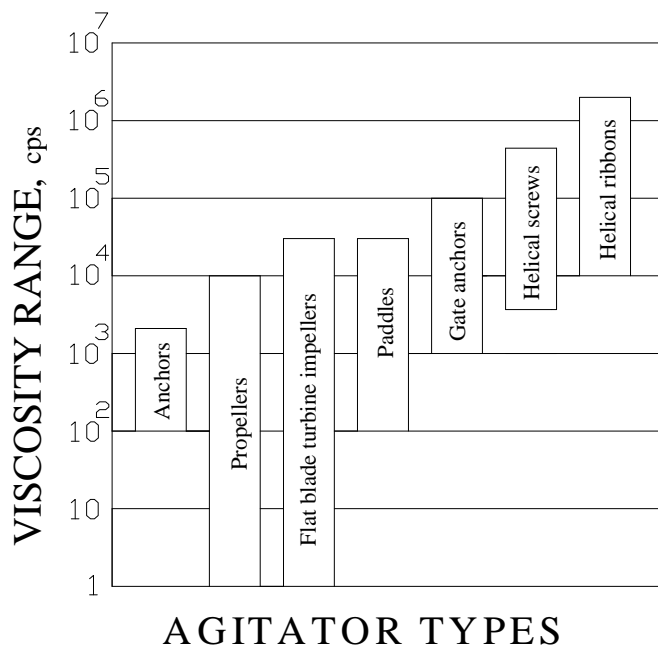 10^7
10^6
10^5
10^4
10^3
10^2
10
1
VISCOSITY RANGE, cps
Anchors
Propellers
Flat blade turbine impellers
Paddles
Gate anchors
Helical screws
Helical ribbons
AGITATOR TYPES